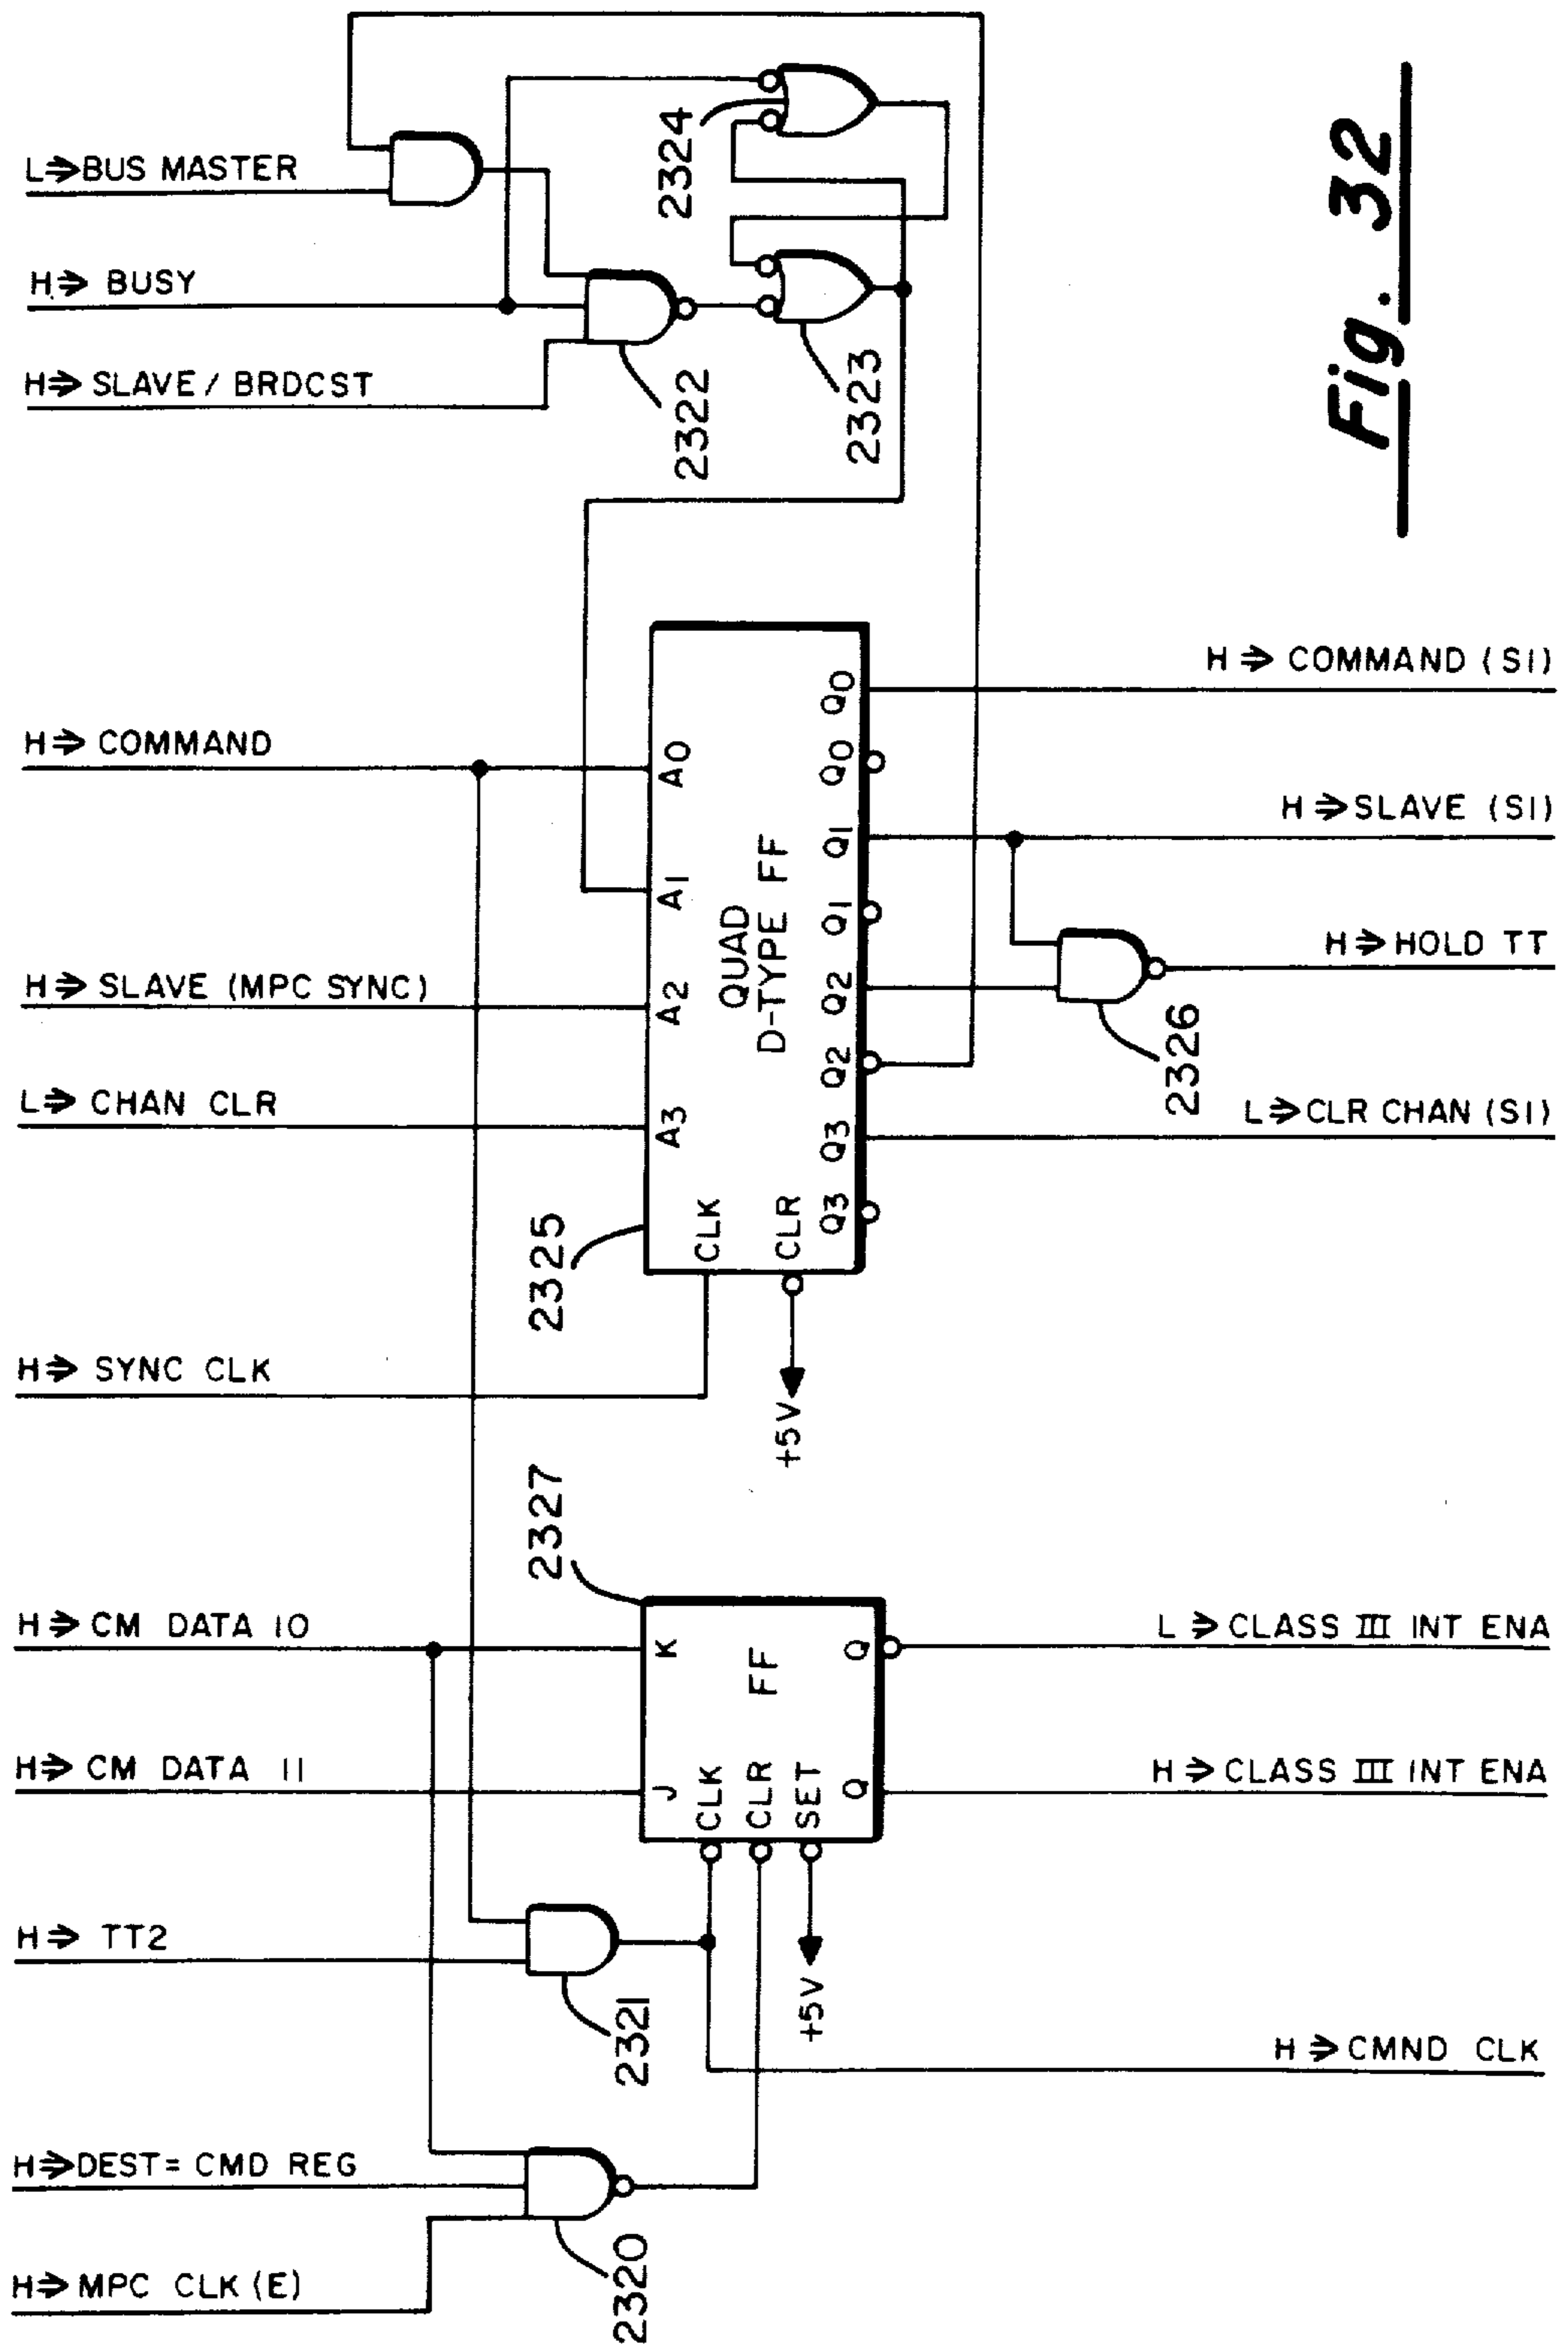 L⇒BUS MASTER
H⇒ BUSY
H⇒ SLAVE / BRDCST
2322
2323
2324
Fig. 32
H⇒ COMMAND
H⇒ SLAVE (MPC SYNC)
L⇒ CHAN CLR
H⇒ SYNC CLK
2325
A0
A1
A2
A3
CLK
CLR
QUAD
D-TYPE FF
Q0
Q0
Q1
Q1
Q2
Q2
Q3
Q3
+5V
H⇒ COMMAND (S1)
H⇒SLAVE (S1)
H⇒HOLD TT
2326
L⇒CLR CHAN (S1)
2327
H⇒ CM DATA 10
H⇒ CM DATA 11
K
J
FF
CLK
CLR
SET
Q
Q
+5V
L⇒ CLASS III INT ENA
H⇒ CLASS III INT ENA
H⇒ TT2
2321
H⇒CMND CLK
H⇒DEST= CMD REG
H⇒MPC CLK (E)
2320